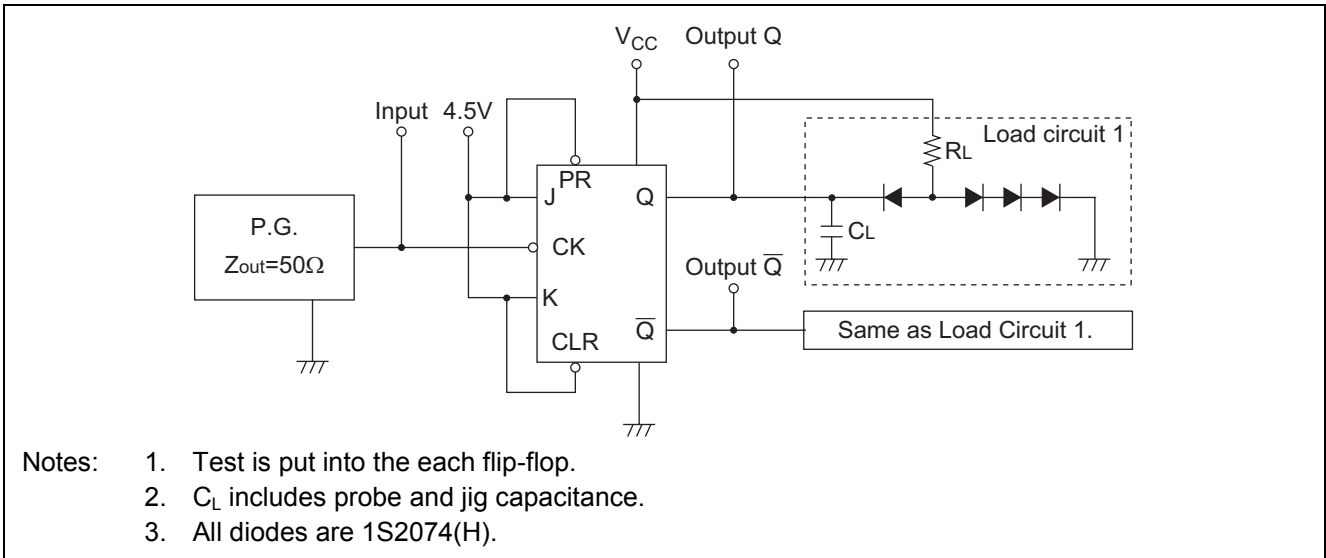 V_CC Output Q
Input 4.5V
Load circuit 1
RL
PR
J Q
P.G.
Zout=50Ω
CK
CL
Output Q̅
K
Q̅
CLR
Same as Load Circuit 1.
Notes: 1. Test is put into the each flip-flop.
2. C_L includes probe and jig capacitance.
3. All diodes are 1S2074(H).